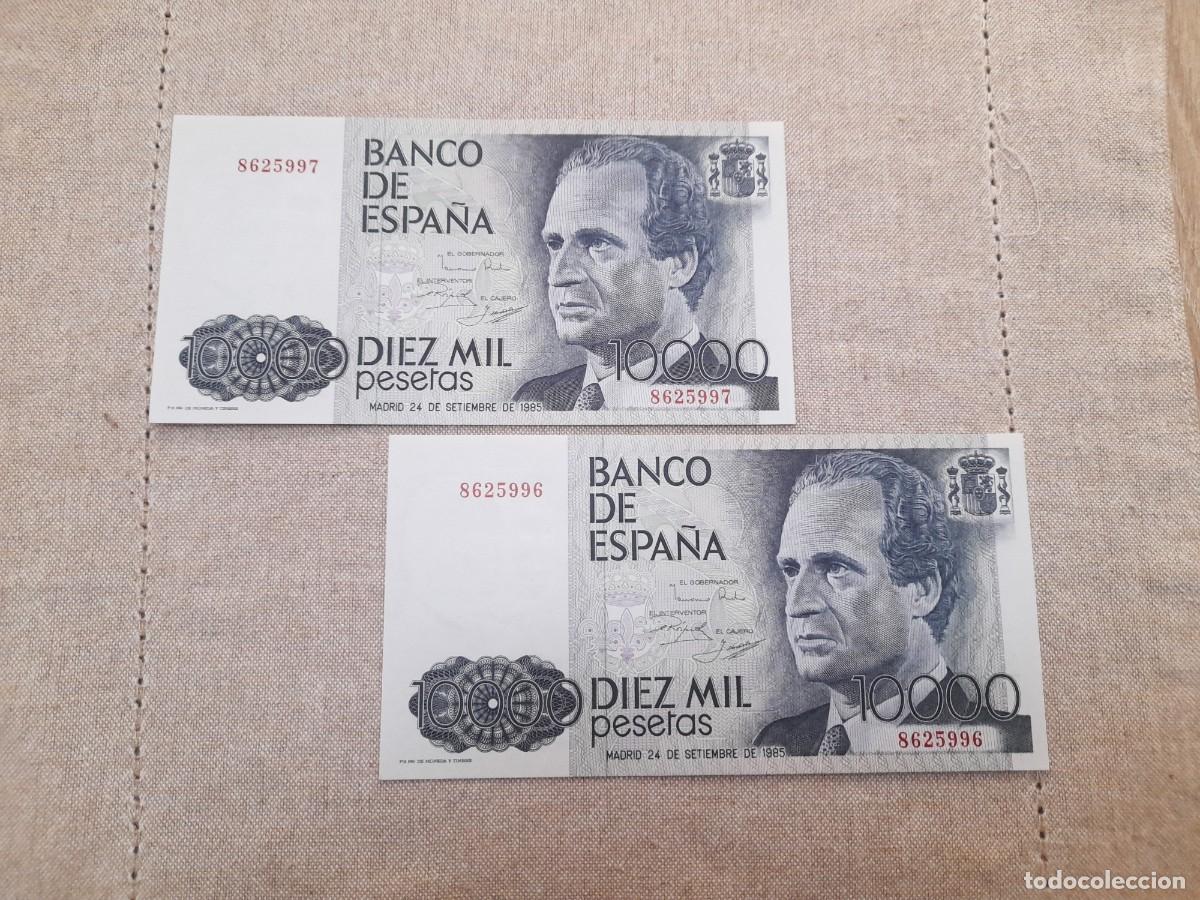 8625997
BANCO
DE
ESPAÑA
EL GOBERNADOR
EL INTERVENTOR
EL CAJERO
10000
DIEZ MIL
pesetas
10000
8625997
MADRID 24 DE SETIEMBRE DE 1985
8625996
BANCO
DE
ESPAÑA
EL GOBERNADOR
EL INTERVENTOR
EL CAJERO
10000
DIEZ MIL
pesetas
10000
8625996
MADRID 24 DE SETIEMBRE DE 1985
todocoleccion